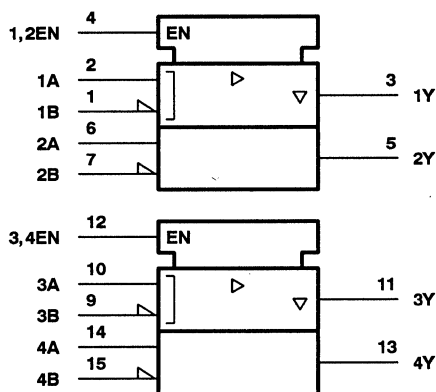 1,2EN 4 EN
1A 2
1B 1
3 1Y
2A 6
2B 7
5 2Y
3,4EN 12 EN
3A 10
3B 9
11 3Y
4A 14
4B 15
13 4Y